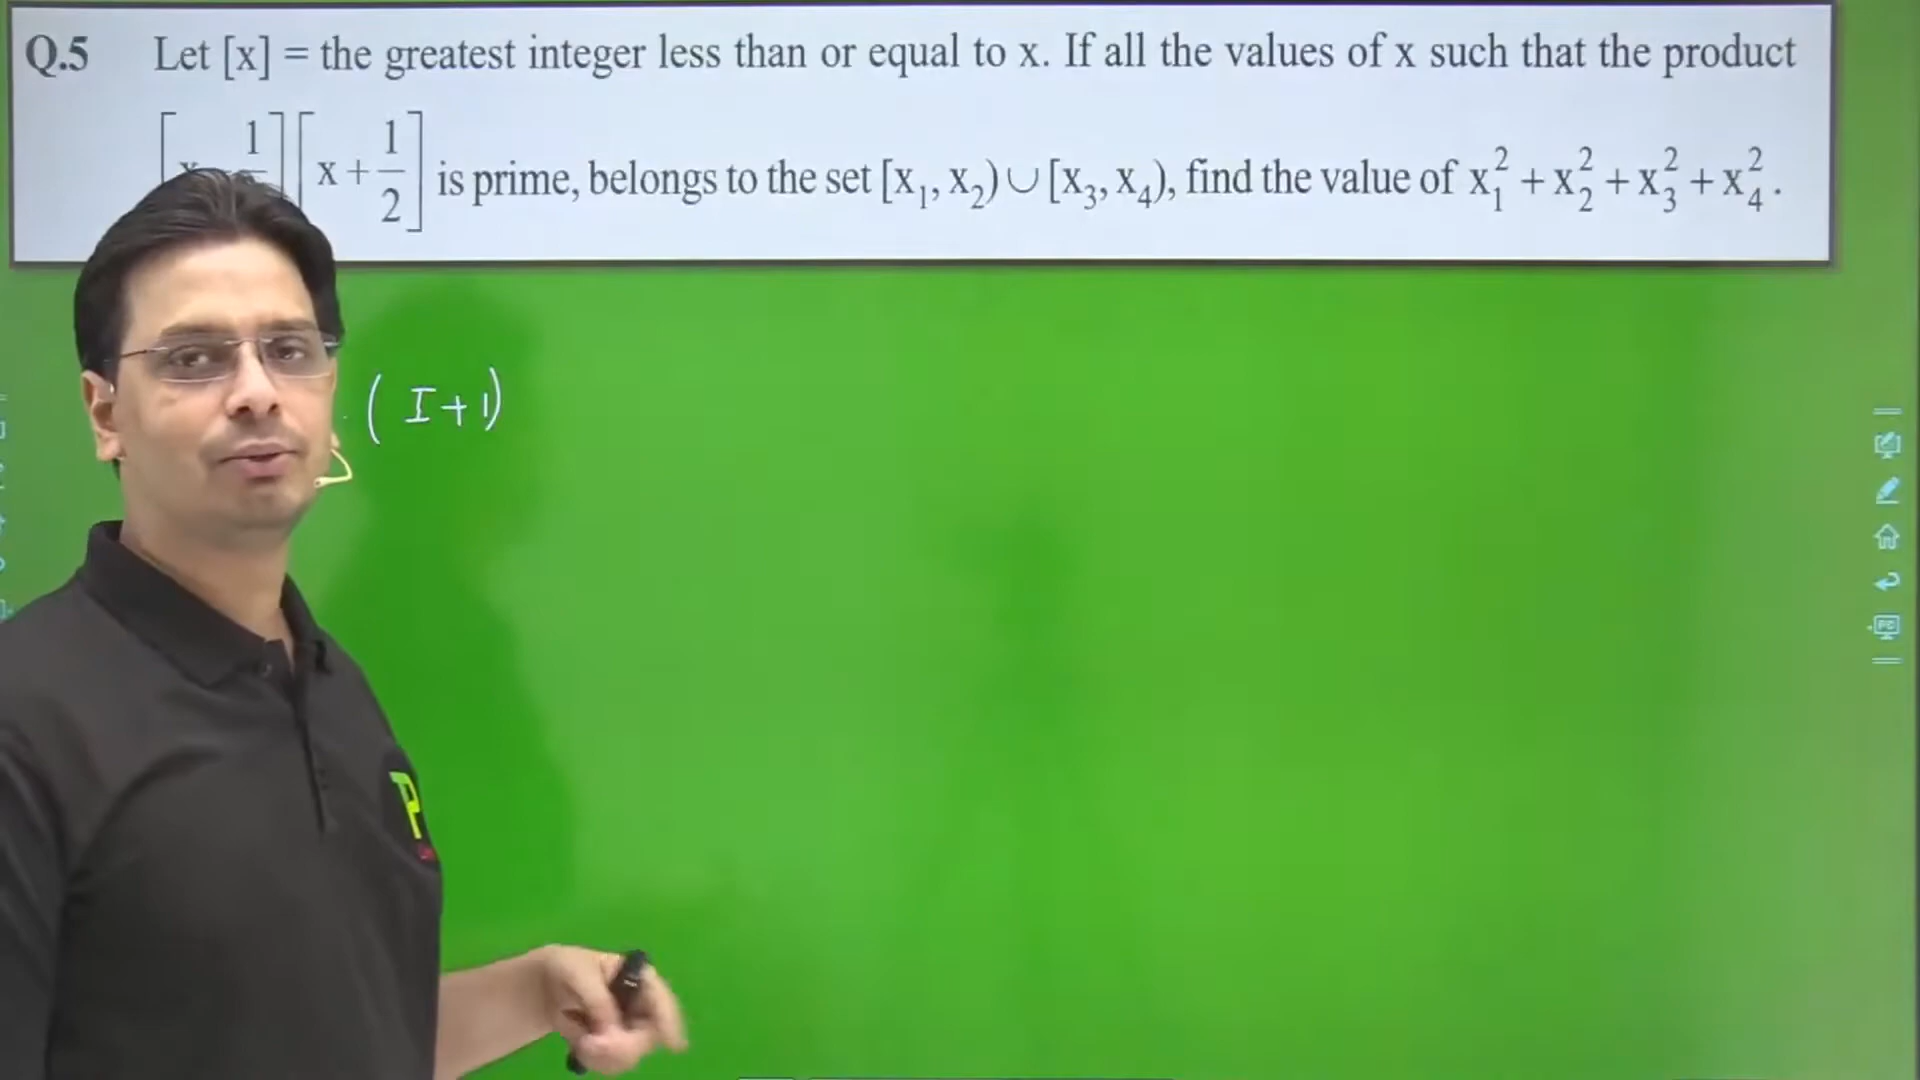 Q.5 Let [x] = the greatest integer less than or equal to x. If all the values of x such that the product
[x 1] [x + 1/2] is prime, belongs to the set [x₁, x₂) ∪ [x₃, x₄), find the value of x₁² + x₂² + x₃² + x₄².
. (I+1)
P
PC